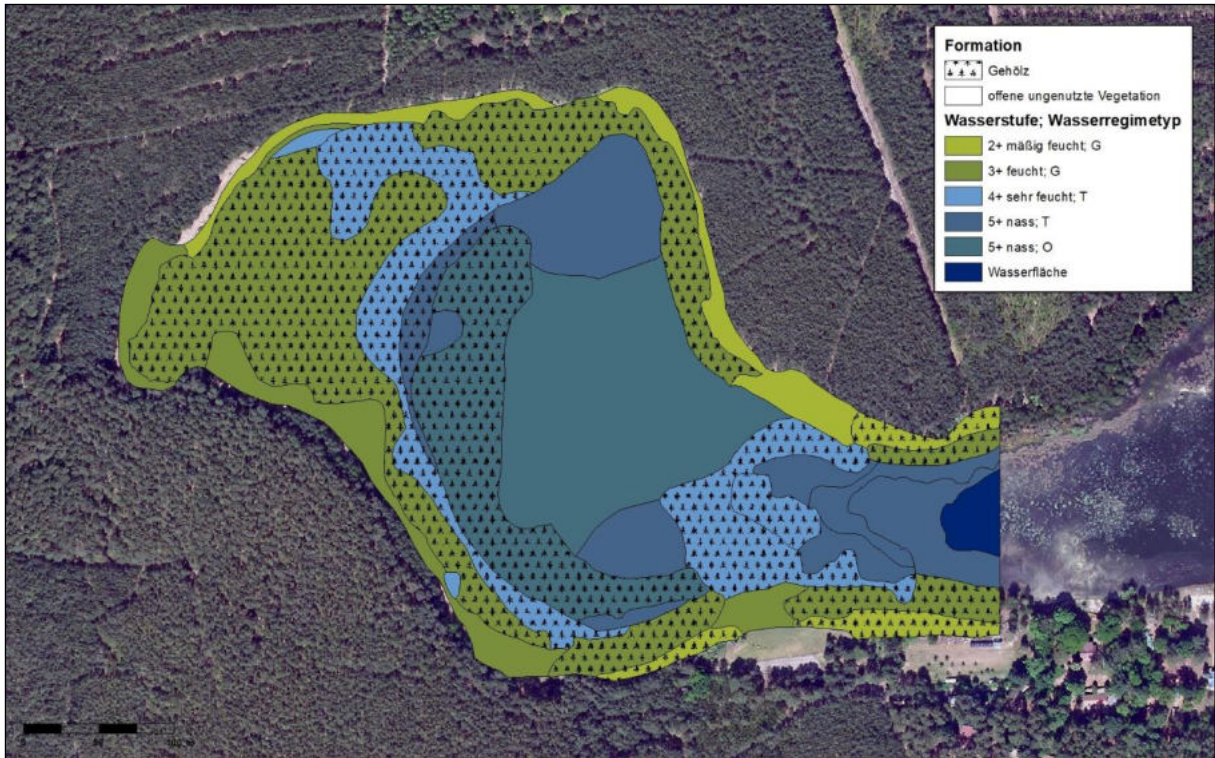 Formation
Gehölz
offene ungenutzte Vegetation
Wasserstufe; Wasserregimetyp
2+ mäßig feucht; G
3+ feucht; G
4+ sehr feucht; T
5+ nass; T
5+ nass; O
Wasserfläche